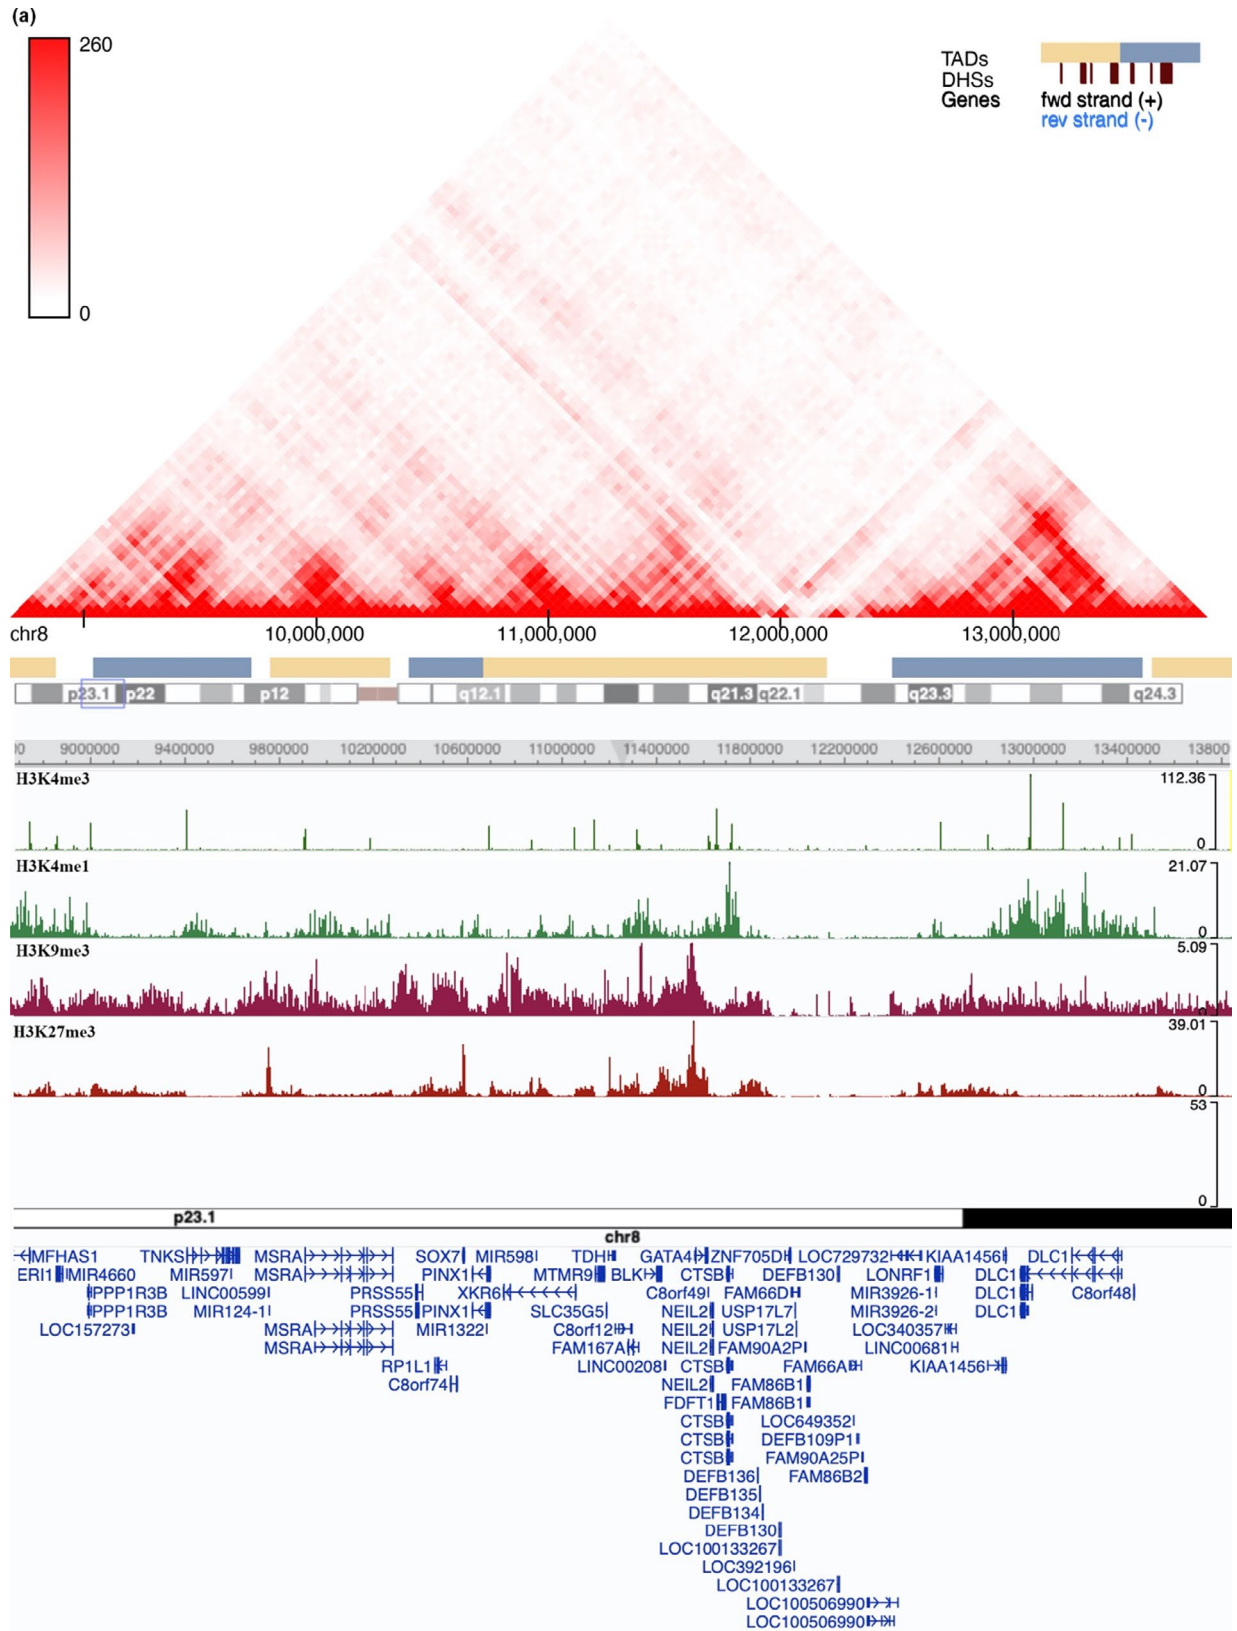 (a)
260
0
TADs
DHSs
Genes
fwd strand (+)
rev strand (-)
chr8
10,000,000
11,000,000
12,000,000
13,000,000
p23.1 p22 p12 q12.1 q21.3 q22.1 q23.3 q24.3
9000000 9400000 9800000 10200000 10600000 11000000 11400000 11800000 12200000 12600000 13000000 13400000 13800
H3K4me3
112.36
0
H3K4me1
21.07
0
H3K9me3
5.09
0
H3K27me3
39.01
0
53
0
p23.1
chr8
MFHAS1 TNKS MSRA SOX7 MIR598 TDH GATA4 ZNF705D LOC729732 KIAA1456 DLC1
ERI1 MIR4660 MIR597 MSRA PINX1 MTMR9 BLK CTSB DEFB130 LONRF1 DLC1
PPP1R3B LINC00599 PRSS55 XKR6 C8orf49 FAM66D MIR3926-1 DLC1 C8orf48
PPP1R3B MIR124-1 PRSS55 PINX1 SLC35G5 NEIL2 USP17L7 MIR3926-2 DLC1
LOC157273 MSRA MIR1322 C8orf12 NEIL2 USP17L2 LOC340357
MSRA FAM167A NEIL2 FAM90A2P LINC00681
RP1L1 LINC00208 CTSB FAM66A KIAA1456
C8orf74 NEIL2 FAM86B1
FDFT1 FAM86B1
CTSB LOC649352
CTSB DEFB109P1
CTSB FAM90A25P
DEFB136 FAM86B2
DEFB135
DEFB134
DEFB130
LOC100133267
LOC392196
LOC100133267
LOC100506990
LOC100506990